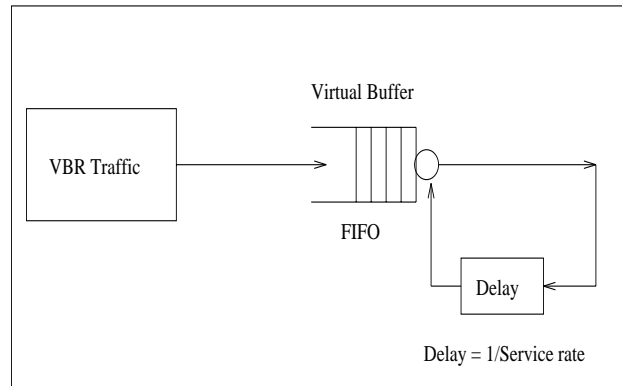 Virtual Buffer
VBR Traffic
FIFO
Delay
Delay = 1/Service rate